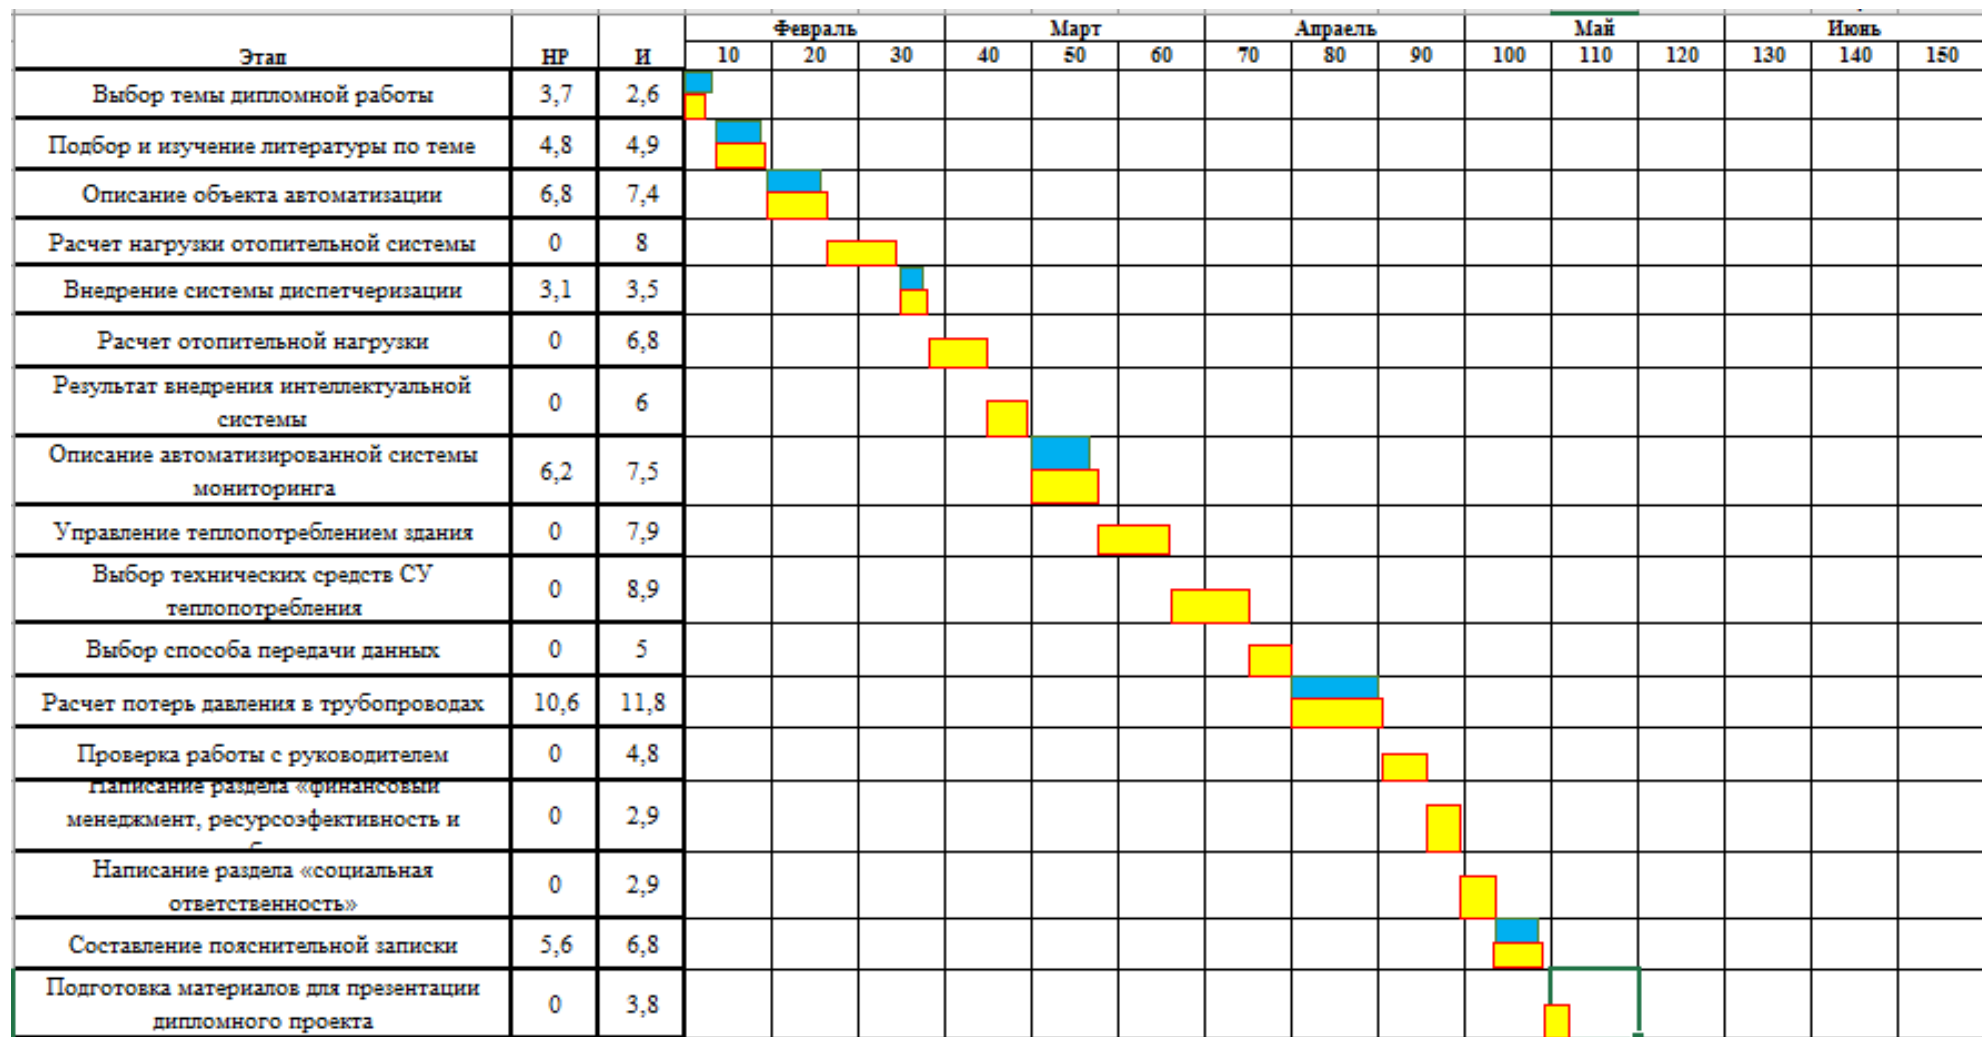 Февраль Март Апраель Май Июнь
Этап НР И 10 20 30 40 50 60 70 80 90 100 110 120 130 140 150
Выбор темы дипломной работы 3,7 2,6
Подбор и изучение литературы по теме 4,8 4,9
Описание объекта автоматизации 6,8 7,4
Расчет нагрузки отопительной системы 0 8
Внедрение системы диспетчеризации 3,1 3,5
Расчет отопительной нагрузки 0 6,8
Результат внедрения интеллектуальной
системы 0 6
Описание автоматизированной системы
мониторинга 6,2 7,5
Управление теплопотреблением здания 0 7,9
Выбор технических средств СУ
теплопотребления 0 8,9
Выбор способа передачи данных 0 5
Расчет потерь давления в трубопроводах 10,6 11,8
Проверка работы с руководителем 0 4,8
Написание раздела «финансовый
менеджмент, ресурсоэфективность и 0 2,9
Написание раздела «социальная
ответственность» 0 2,9
Составление пояснительной записки 5,6 6,8
Подготовка материалов для презентации
дипломного проекта 0 3,8